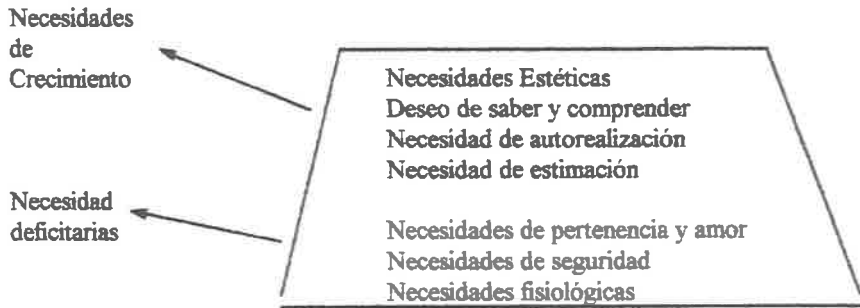 Necesidades
de
Crecimiento
Necesidades Estéticas
Deseo de saber y comprender
Necesidad de autorealización
Necesidad de estimación
Necesidad
deficitarias
Necesidades de pertenencia y amor
Necesidades de seguridad
Necesidades fisiológicas